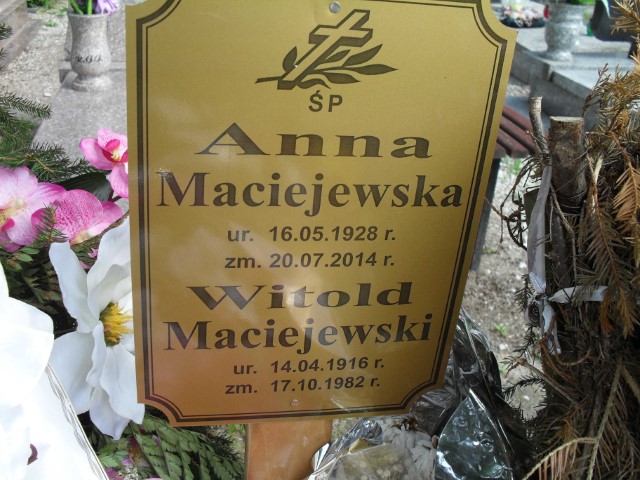 ŚP
Anna
Maciejewska
ur. 16.05.1928 r.
zm. 20.07.2014 r.
Witold
Maciejewski
ur. 14.04.1916 r.
zm. 17.10.1982 r.